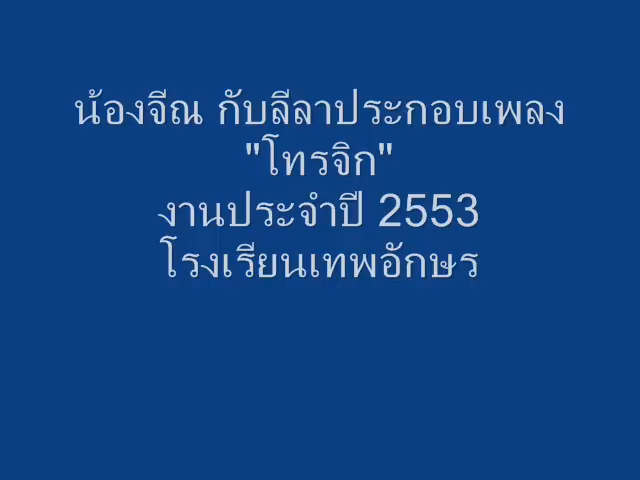 น้องจีณ กับลีลาประกอบเพลง
"โทรจิก"
งานประจำปี 2553
โรงเรียนเทพอักษร